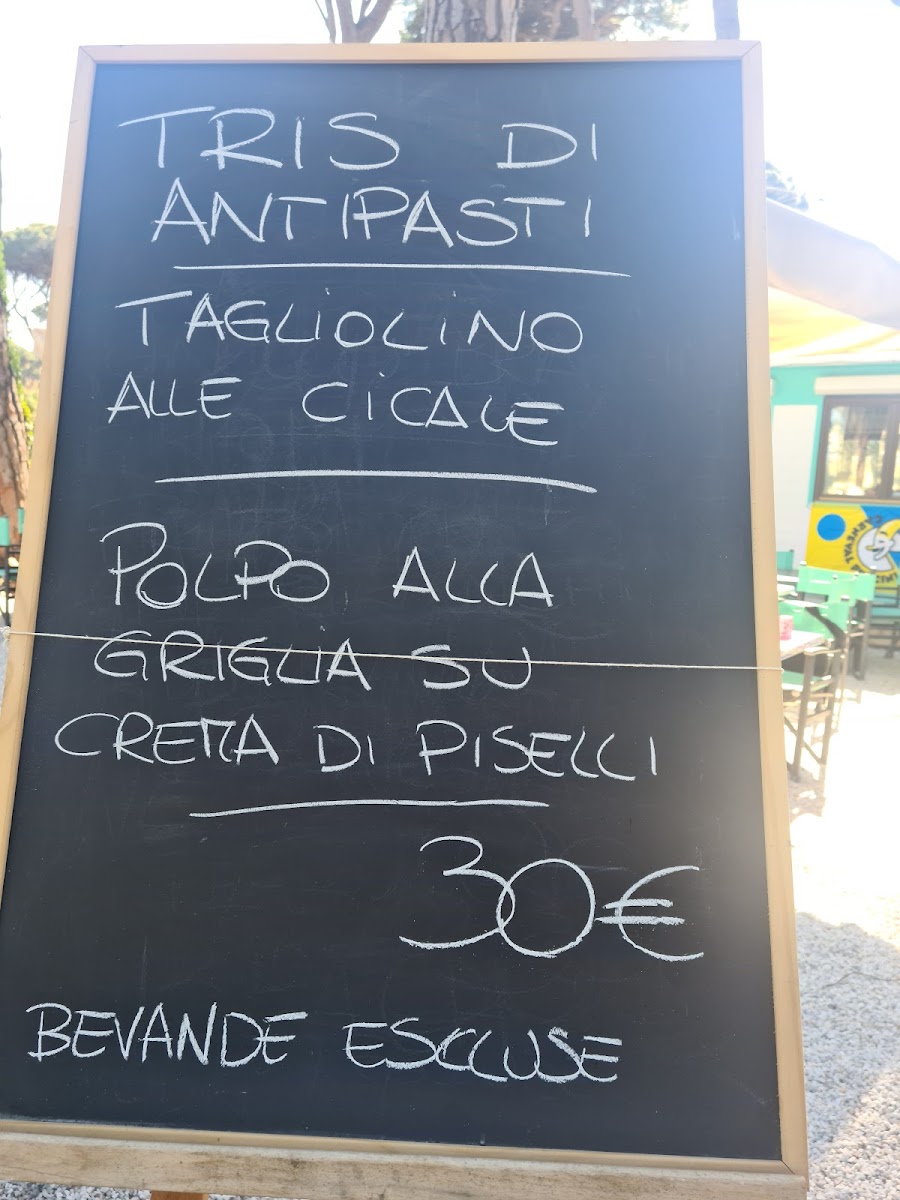 TRIS DI
ANTIPASTI
TAGLIOLINO
ALLE CICALE
POLPO ALLA
GRIGLIA SU
CREMA DI PISELLI
30€
BEVANDE ESCLUSE